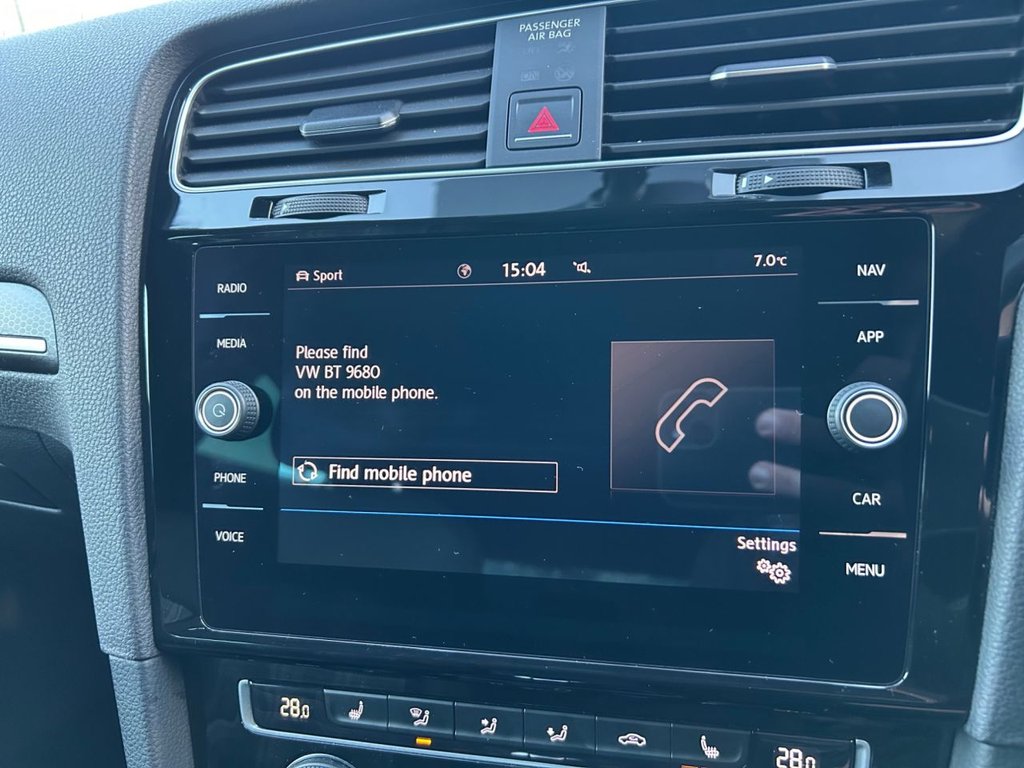 PASSENGER
AIR BAG
Sport
15:04
7.0°C
RADIO
MEDIA
PHONE
VOICE
Please find
VW BT 9680
on the mobile phone.
Find mobile phone
Settings
NAV
APP
CAR
MENU
28.0
28.0